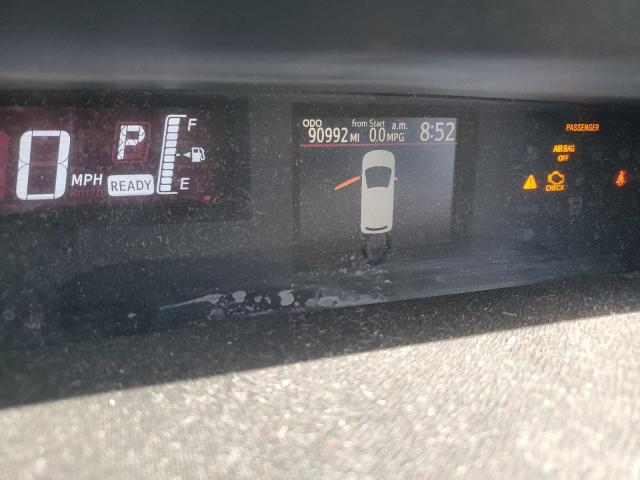 0 MPH
P
READY
F
E
ODO from Start a.m.
90992 MI 0.0 MPG 8:52
PASSENGER
AIR BAG
OFF
CHECK